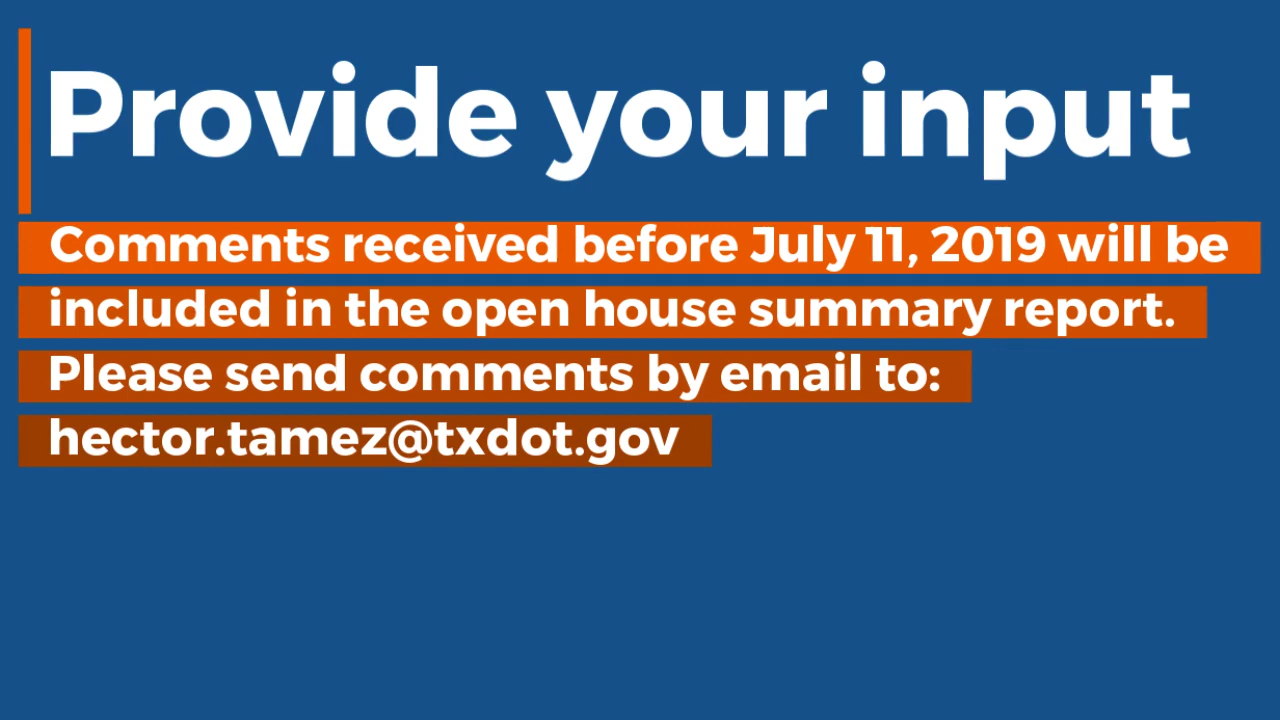 Provide your input
Comments received before July 11, 2019 will be
included in the open house summary report.
Please send comments by email to:
hector.tamez@txdot.gov